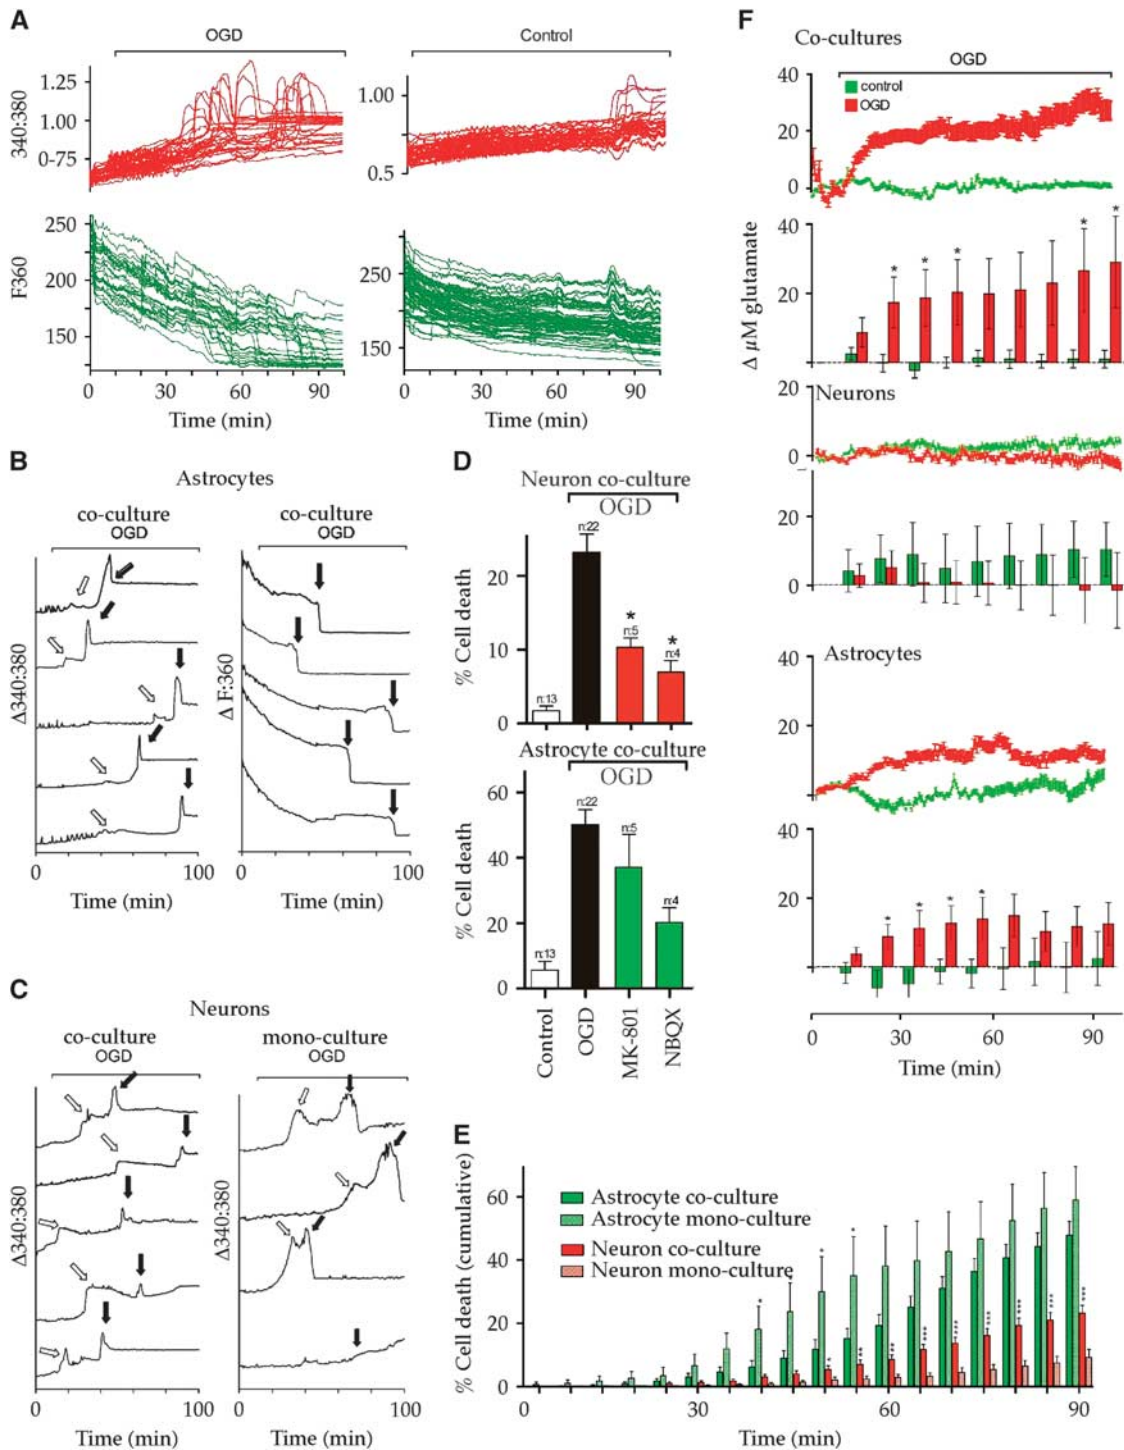 A
OGD
Control
340:380
1.25
1.00
0-75
1.00
0.5
F360
250
200
150
250
150
0 30 60 90
0 30 60 90
Time (min)
Time (min)
B
Astrocytes
co-culture
OGD
co-culture
OGD
Δ340:380
Δ F:360
0 100
0 100
Time (min)
Time (min)
C
Neurons
co-culture
OGD
mono-culture
OGD
Δ340:380
Δ340:380
0 100
0 100
Time (min)
Time (min)
D
Neuron co-culture
OGD
% Cell death
20
10
0
n:13
n:22
*
n:5
*
n:4
Astrocyte co-culture
OGD
% Cell death
60
40
20
0
n:13
n:22
n:5
n:4
Control
OGD
MK-801
NBQX
E
% Cell death (cumulative)
60
40
20
0
Astrocyte co-culture
Astrocyte mono-culture
Neuron co-culture
Neuron mono-culture
0 30 60 90
Time (min)
F
Co-cultures
OGD
control
OGD
40
20
0
Δ µM glutamate
40
20
* * * * *
20
Neurons
0
20
0
40
Astrocytes
20
0
40
20
* * * *
0
0 30 60 90
Time (min)